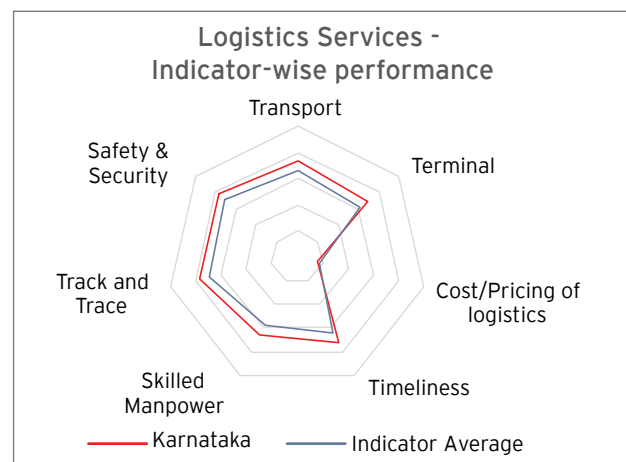 Logistics Services -
Indicator-wise performance
Transport
Safety &
Security
Terminal
Track and
Trace
Cost/Pricing of
logistics
Skilled
Manpower
Timeliness
Karnataka
Indicator Average